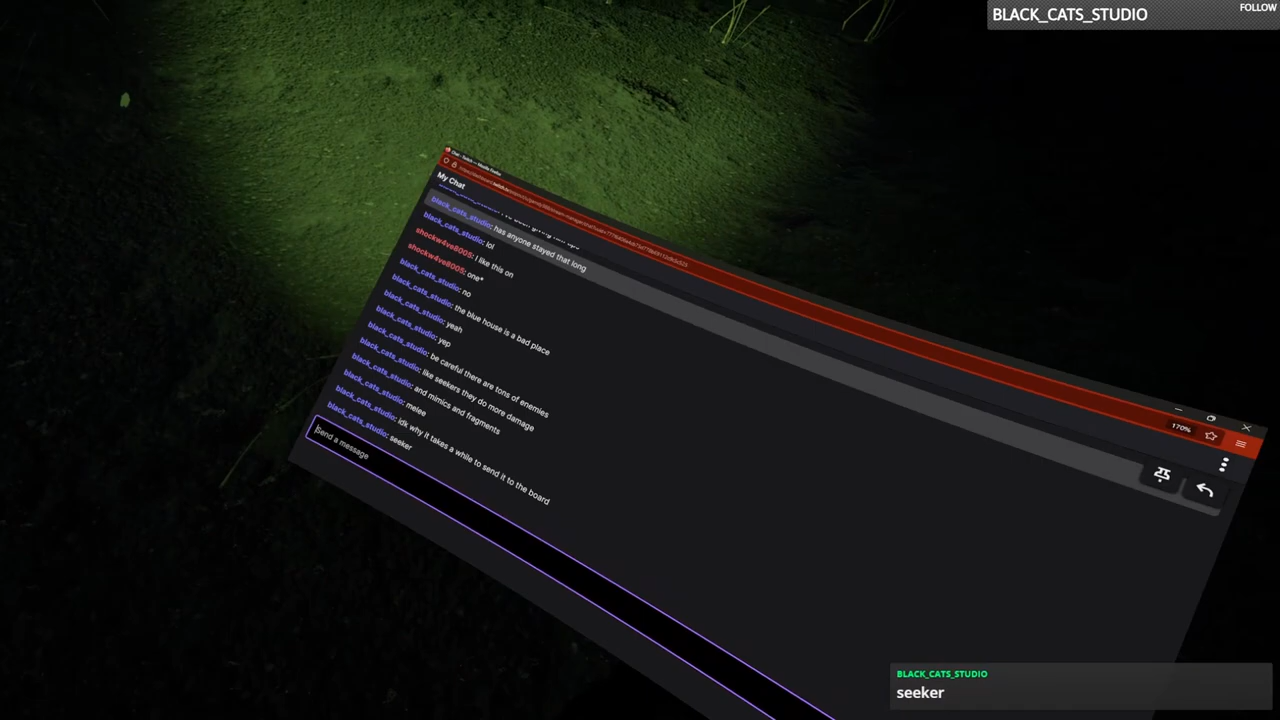 BLACK_CATS_STUDIO
FOLLOW
My Chat
black_cats_studio: has anyone stayed that long
black_cats_studio: lol
shockw4ve8005: I like this on
shockw4ve8005: one*
black_cats_studio: no
black_cats_studio: the blue house is a bad place
black_cats_studio: yeah
black_cats_studio: yep
black_cats_studio: be careful there are tons of enemies
black_cats_studio: like seekers they do more damage
black_cats_studio: and mimics and fragments
black_cats_studio: melee
black_cats_studio: idk why it takes a while to send it to the board
black_cats_studio: seeker
Send a message
170%
BLACK_CATS_STUDIO
seeker